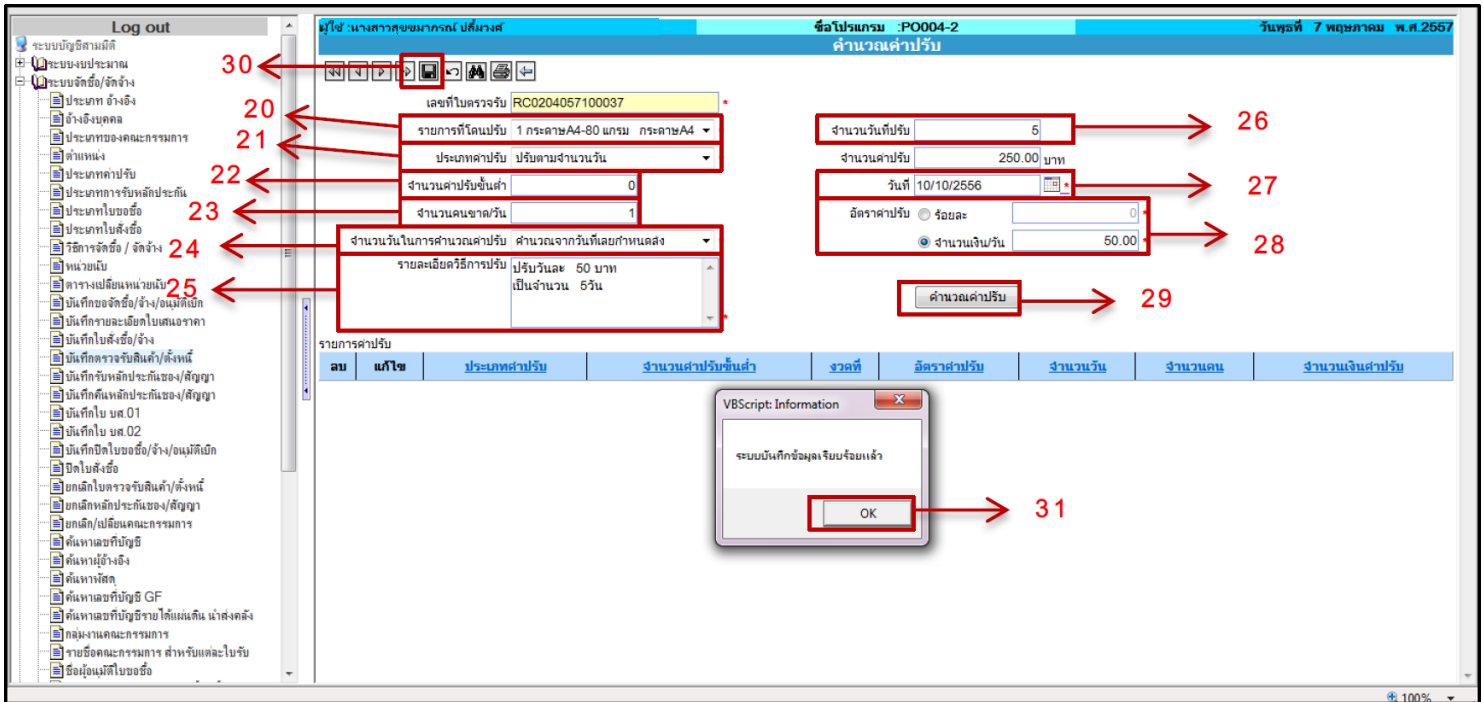 Log out
ระบบบัญชีสามมิติ
ระบบงบประมาณ
ระบบจัดซื้อ/จัดจ้าง
ประเภท อ้างอิง
อ้างอิงบุคคล
ประเภทของคณะกรรมการ
ตำแหน่ง
ประเภทค่าปรับ
ประเภทการรับหลักประกัน
ประเภทใบขอซื้อ
ประเภทใบสั่งซื้อ
วิธีการจัดซื้อ / จัดจ้าง
หน่วยนับ
ตารางเปลี่ยนหน่วยนับ
บันทึกขอจัดซื้อ/จ้าง/อนุมัติเบิก
บันทึกรายละเอียดใบเสนอราคา
บันทึกใบสั่งซื้อ/จ้าง
บันทึกตรวจรับสินค้า/ตั้งหนี้
บันทึกรับหลักประกันซอง/สัญญา
บันทึกคืนหลักประกันซอง/สัญญา
บันทึกใบ บศ.01
บันทึกใบ บศ.02
บันทึกปิดใบขอซื้อ/จ้าง/อนุมัติเบิก
ปิดใบสั่งซื้อ
ยกเลิกใบตรวจรับสินค้า/ตั้งหนี้
ยกเลิกหลักประกันซอง/สัญญา
ยกเลิก/เปลี่ยนคณะกรรมการ
ค้นหาเลขที่บัญชี
ค้นหาผู้อ้างอิง
ค้นหาพัสดุ
ค้นหาเลขที่บัญชี GF
ค้นหาเลขที่บัญชีรายได้แผ่นดิน นำส่งคลัง
กลุ่มงานคณะกรรมการ
รายชื่อคณะกรรมการ สำหรับแต่ละใบรับ
ชื่อผู้อนุมัติใบขอซื้อ
ผู้ใช้ :นางสาวสุขขมาภรณ์ ปลื้มวงศ์ ชื่อโปรแกรม :PO004-2 วันพุธที่ 7 พฤษภาคม พ.ศ.2557
คำนวณค่าปรับ
30
เลขที่ใบตรวจรับ RC0204057100037 *
20 รายการที่โดนปรับ 1 กระดาษA4-80 แกรม กระดาษA4 จำนวนวันที่ปรับ 5 26
21 ประเภทค่าปรับ ปรับตามจำนวนวัน จำนวนค่าปรับ 250.00 บาท
22 จำนวนค่าปรับขั้นต่ำ 0 วันที่ 10/10/2556 * 27
23 จำนวนคนขาด/วัน 1 อัตราค่าปรับ ร้อยละ 0 *
24 จำนวนวันในการคำนวณค่าปรับ คำนวณจากวันที่เลยกำหนดส่ง จำนวนเงิน/วัน 50.00 * 28
25 รายละเอียดวิธีการปรับ ปรับวันละ 50 บาท
เป็นจำนวน 5วัน *
คำนวณค่าปรับ 29
รายการค่าปรับ
ลบ แก้ไข ประเภทค่าปรับ จำนวนค่าปรับขั้นต่ำ งวดที่ อัตราค่าปรับ จำนวนวัน จำนวนคน จำนวนเงินค่าปรับ
VBScript: Information
ระบบบันทึกข้อมูลเรียบร้อยแล้ว
OK 31
100%